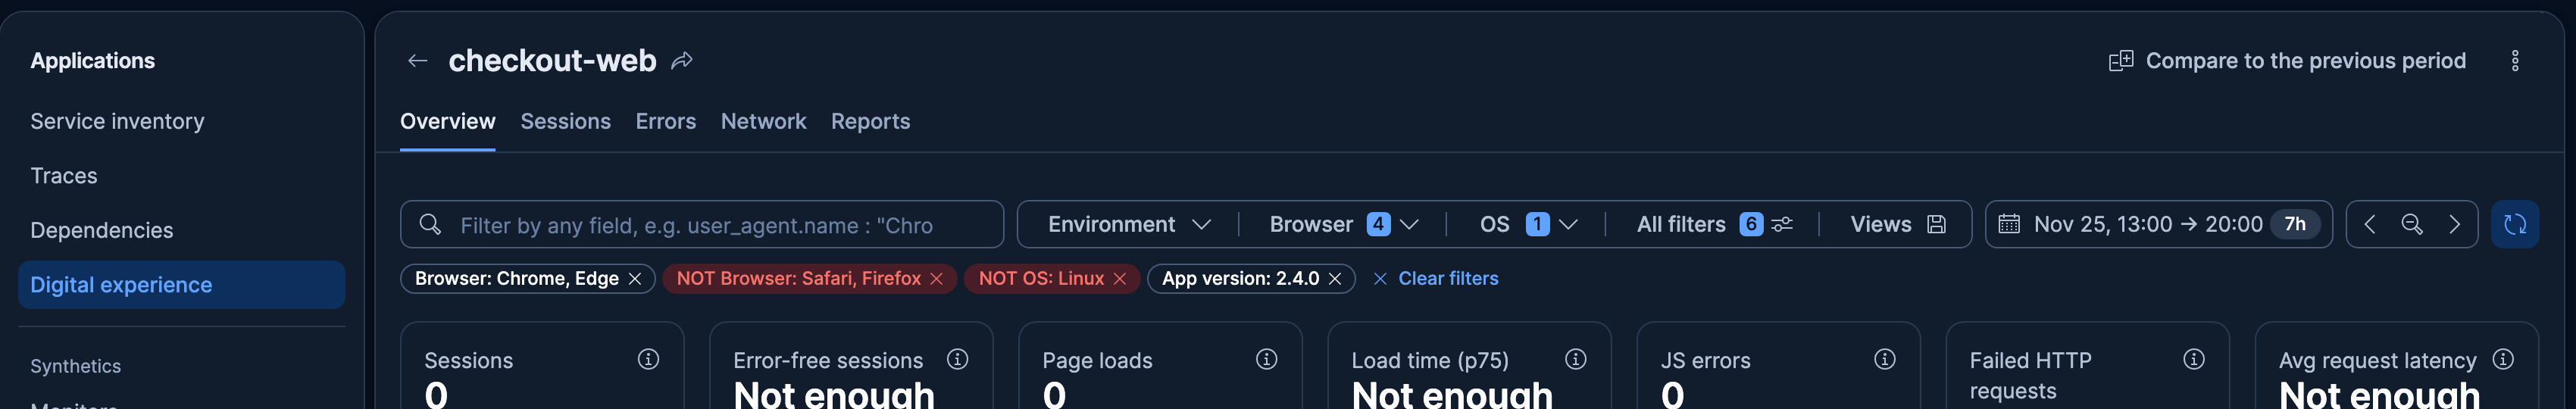 Applications
Service inventory
Traces
Dependencies
Digital experience
Synthetics
Monitors
checkout-web
Compare to the previous period
Overview Sessions Errors Network Reports
Filter by any field, e.g. user_agent.name : "Chro
Environment Browser 4 OS 1 All filters 6 Views
Nov 25, 13:00 → 20:00 7h
Browser: Chrome, Edge NOT Browser: Safari, Firefox NOT OS: Linux App version: 2.4.0 Clear filters
Sessions
0
Error-free sessions
Not enough
Page loads
0
Load time (p75)
Not enough
JS errors
0
Failed HTTP
requests
Avg request latency
Not enough